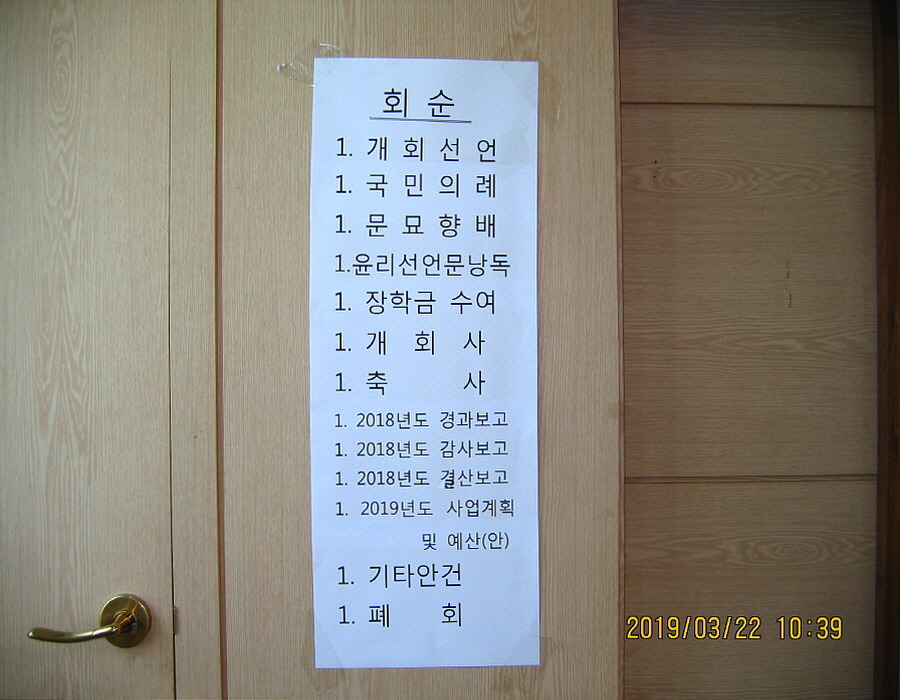 회 순
1. 개 회 선 언
1. 국 민 의 례
1. 문 묘 향 배
1.윤리선언문낭독
1. 장학금 수여
1. 개 회 사
1. 축 사
1. 2018년도 경과보고
1. 2018년도 감사보고
1. 2018년도 결산보고
1. 2019년도 사업계획
및 예산(안)
1. 기타안건
1. 폐 회
2019/03/22 10:39